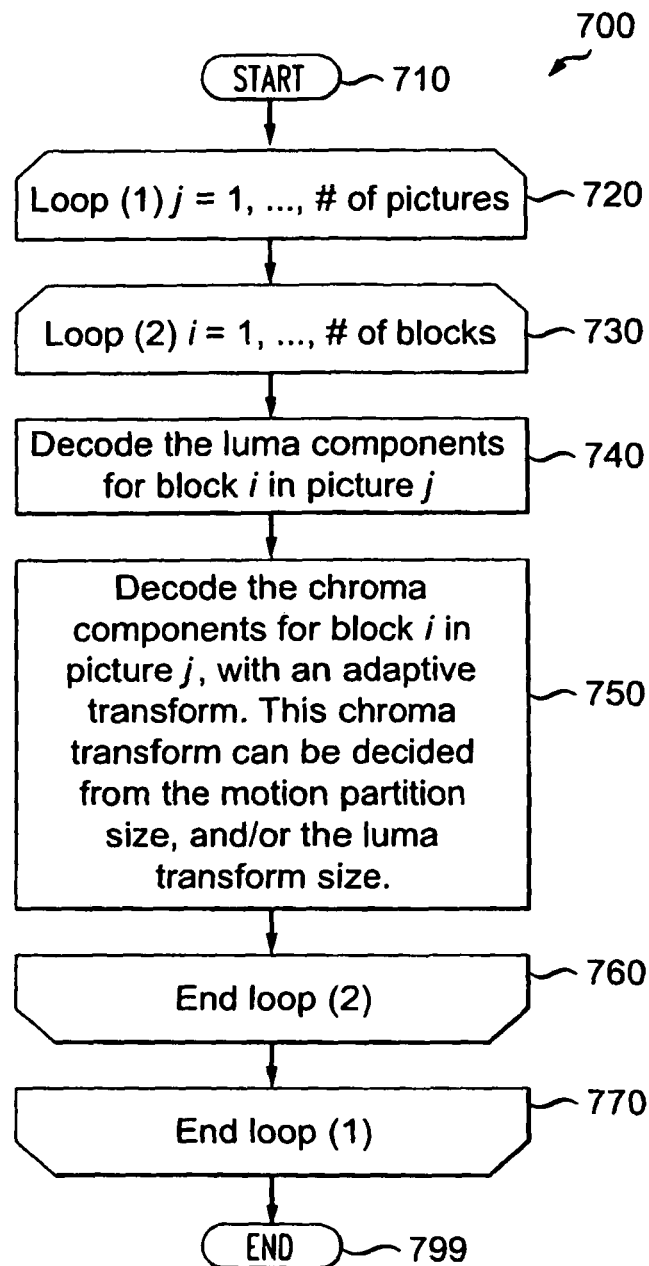 700
START 710
Loop (1) j = 1, ..., # of pictures 720
Loop (2) i = 1, ..., # of blocks 730
Decode the luma components
for block i in picture j
740
Decode the chroma
components for block i in
picture j, with an adaptive
transform. This chroma
transform can be decided
from the motion partition
size, and/or the luma
transform size.
750
End loop (2) 760
End loop (1) 770
END 799